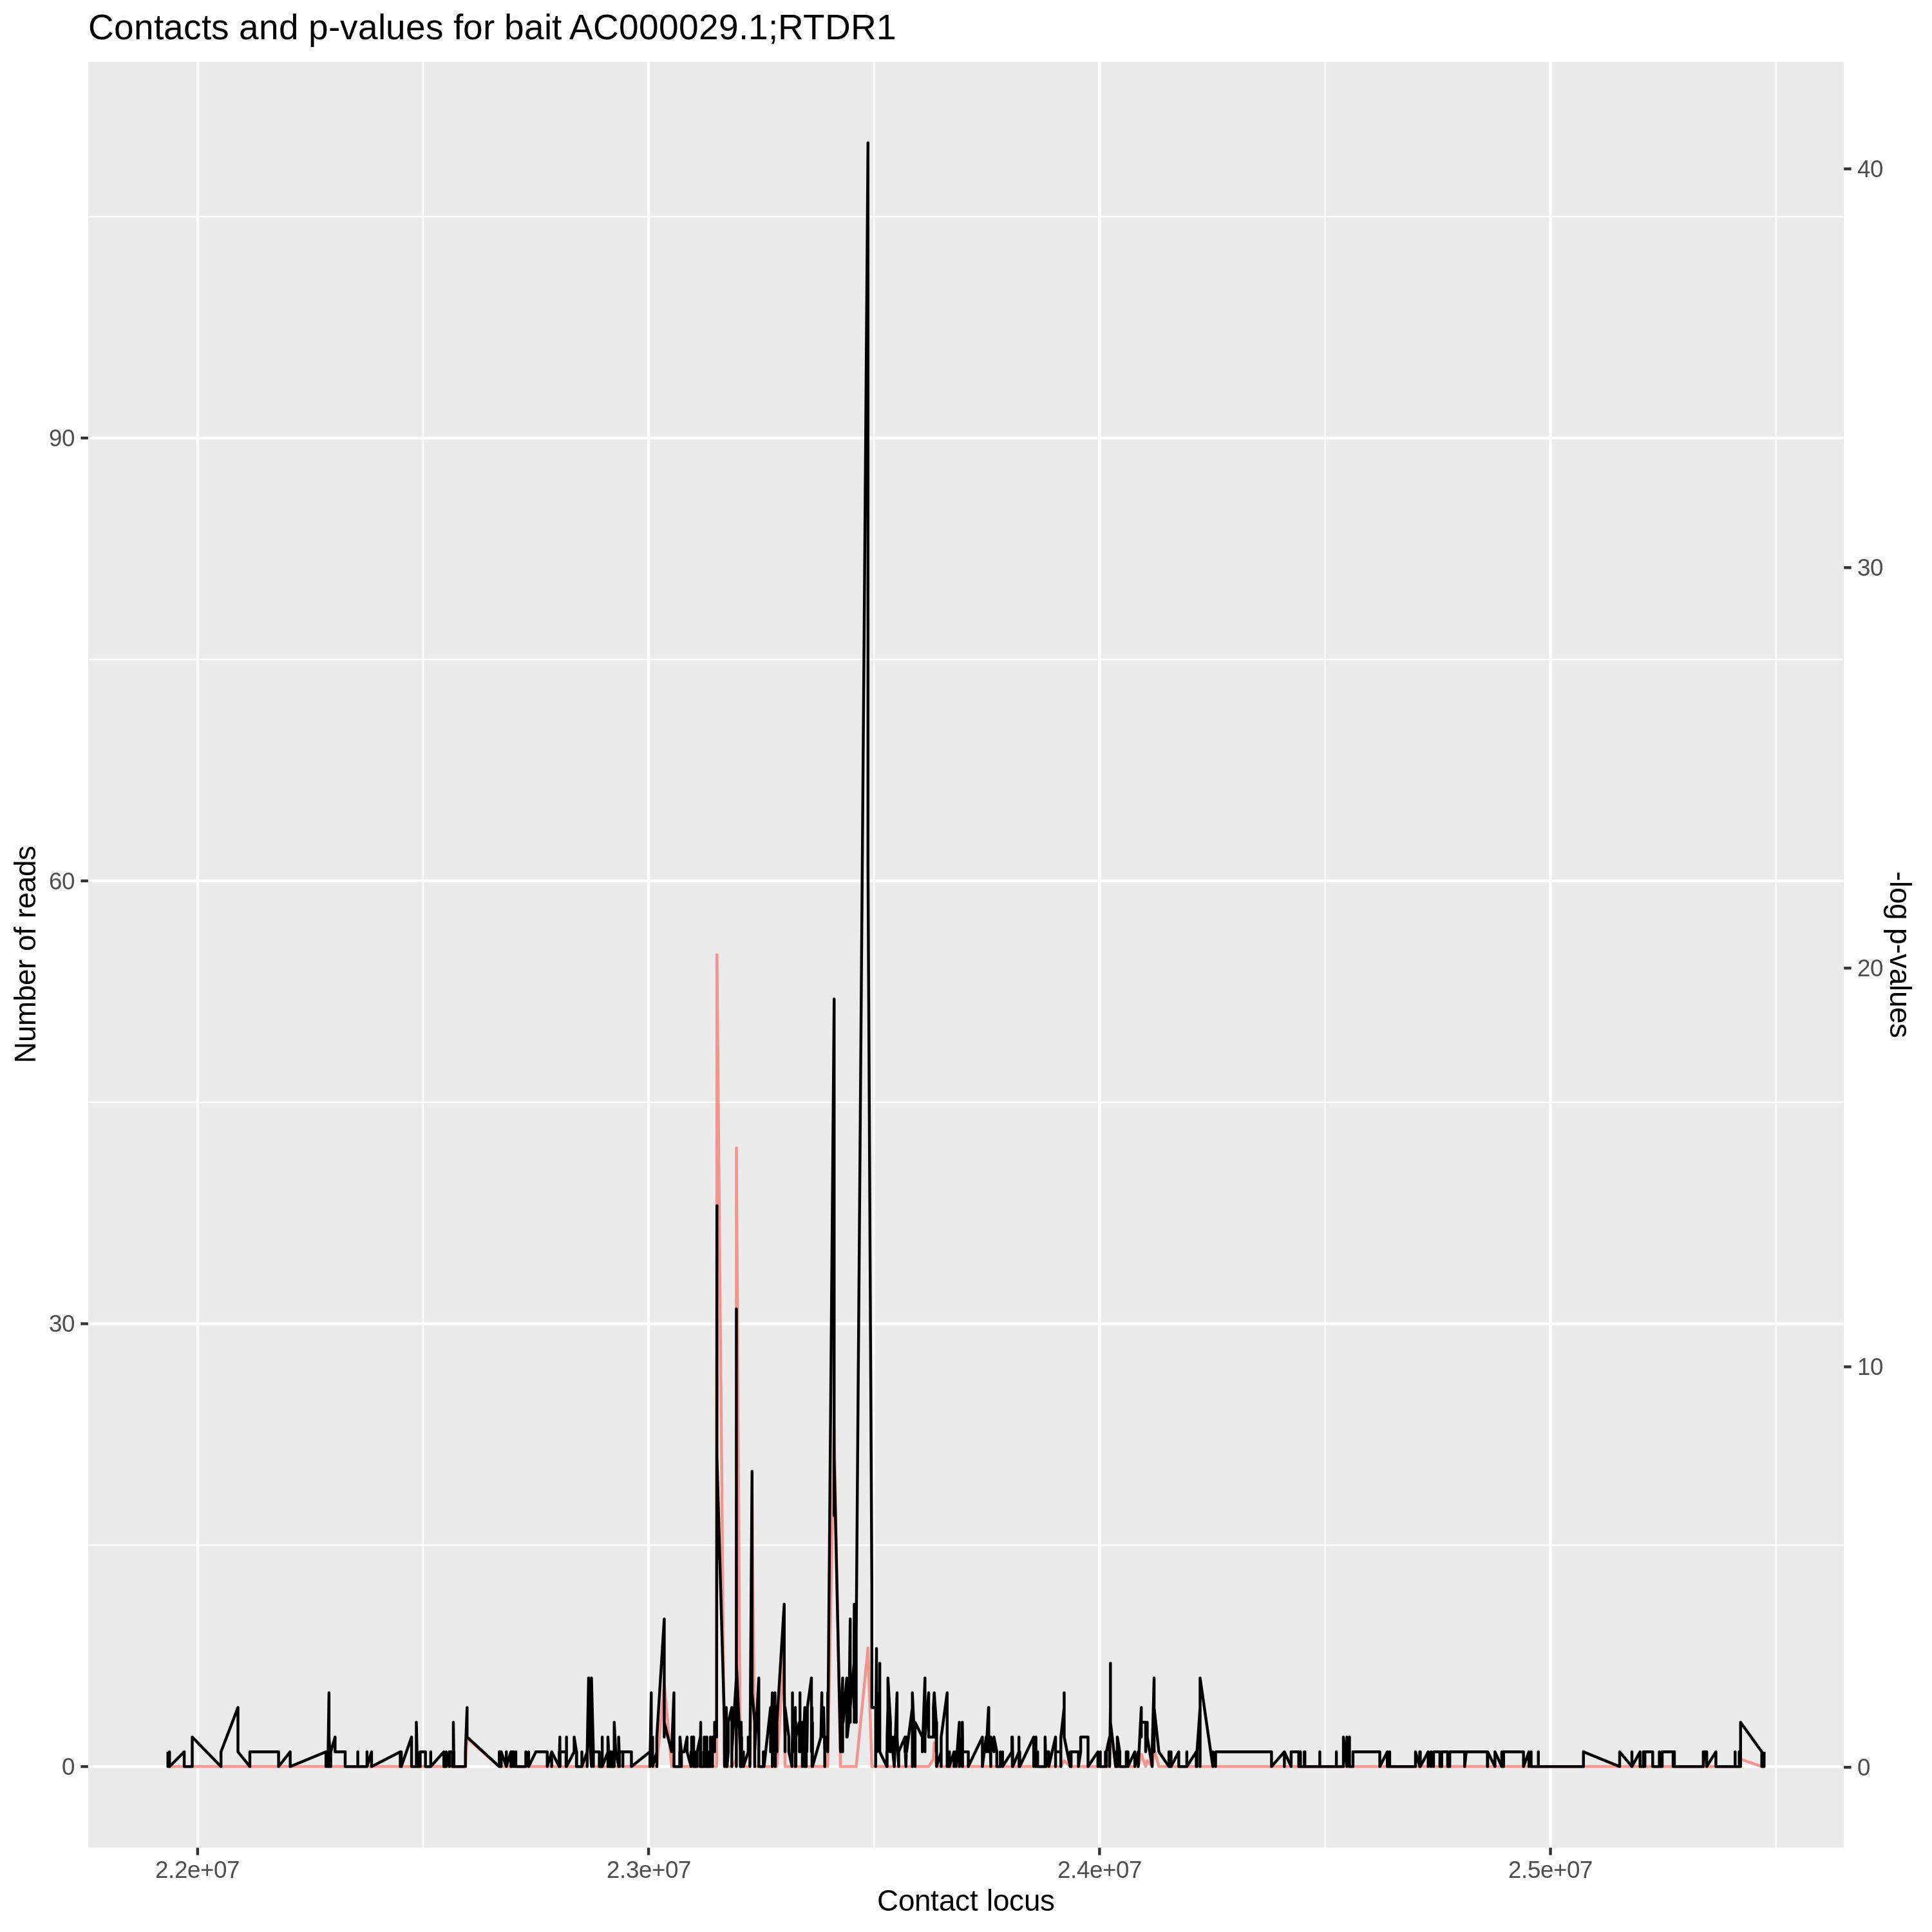 Contacts and p-values for bait AC000029.1;RTDR1
40
90
30
60
20
30
10
0
0
Number of reads
-log p-values
2.2e+07
2.3e+07
2.4e+07
2.5e+07
Contact locus